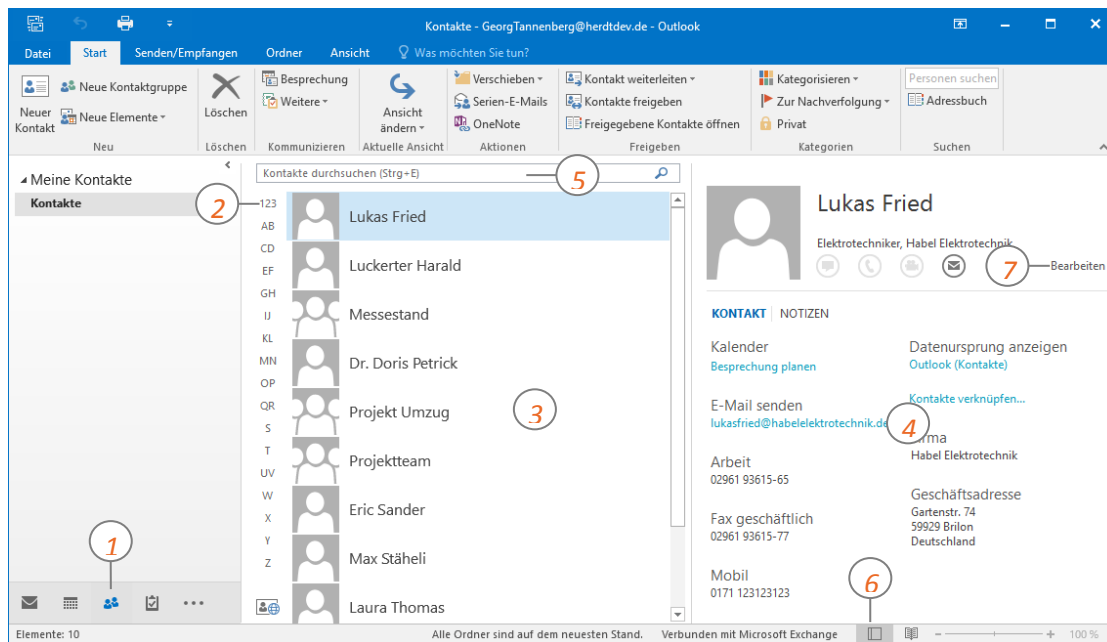 Kontakte - GeorgTannenberg@herdtdev.de - Outlook
Datei Start Senden/Empfangen Ordner Ansicht Was möchten Sie tun?
Neuer Kontakt
Neue Kontaktgruppe
Neue Elemente
Neu
Löschen
Löschen
Besprechung
Weitere
Kommunizieren
Ansicht ändern
Aktuelle Ansicht
Verschieben
Serien-E-Mails
OneNote
Aktionen
Kontakt weiterleiten
Kontakte freigeben
Freigegebene Kontakte öffnen
Freigeben
Kategorisieren
Zur Nachverfolgung
Privat
Kategorien
Personen suchen
Adressbuch
Suchen
Meine Kontakte
Kontakte
1
Kontakte durchsuchen (Strg+E)
5
2
123
AB
CD
EF
GH
IJ
KL
MN
OP
QR
S
T
UV
W
X
Y
Z
Lukas Fried
Luckerter Harald
Messestand
Dr. Doris Petrick
Projekt Umzug
Projektteam
Eric Sander
Max Stäheli
Laura Thomas
3
Lukas Fried
Elektrotechniker, Habel Elektrotechnik
7
Bearbeiten
KONTAKT NOTIZEN
Kalender
Besprechung planen
E-Mail senden
lukasfried@habelelektrotechnik.de
Arbeit
02961 93615-65
Fax geschäftlich
02961 93615-77
Mobil
0171 123123123
Datenursprung anzeigen
Outlook (Kontakte)
Kontakte verknüpfen...
4
Habel Elektrotechnik
Geschäftsadresse
Gartenstr. 74
59929 Brilon
Deutschland
6
Elemente: 10
Alle Ordner sind auf dem neuesten Stand.
Verbunden mit Microsoft Exchange
100 %